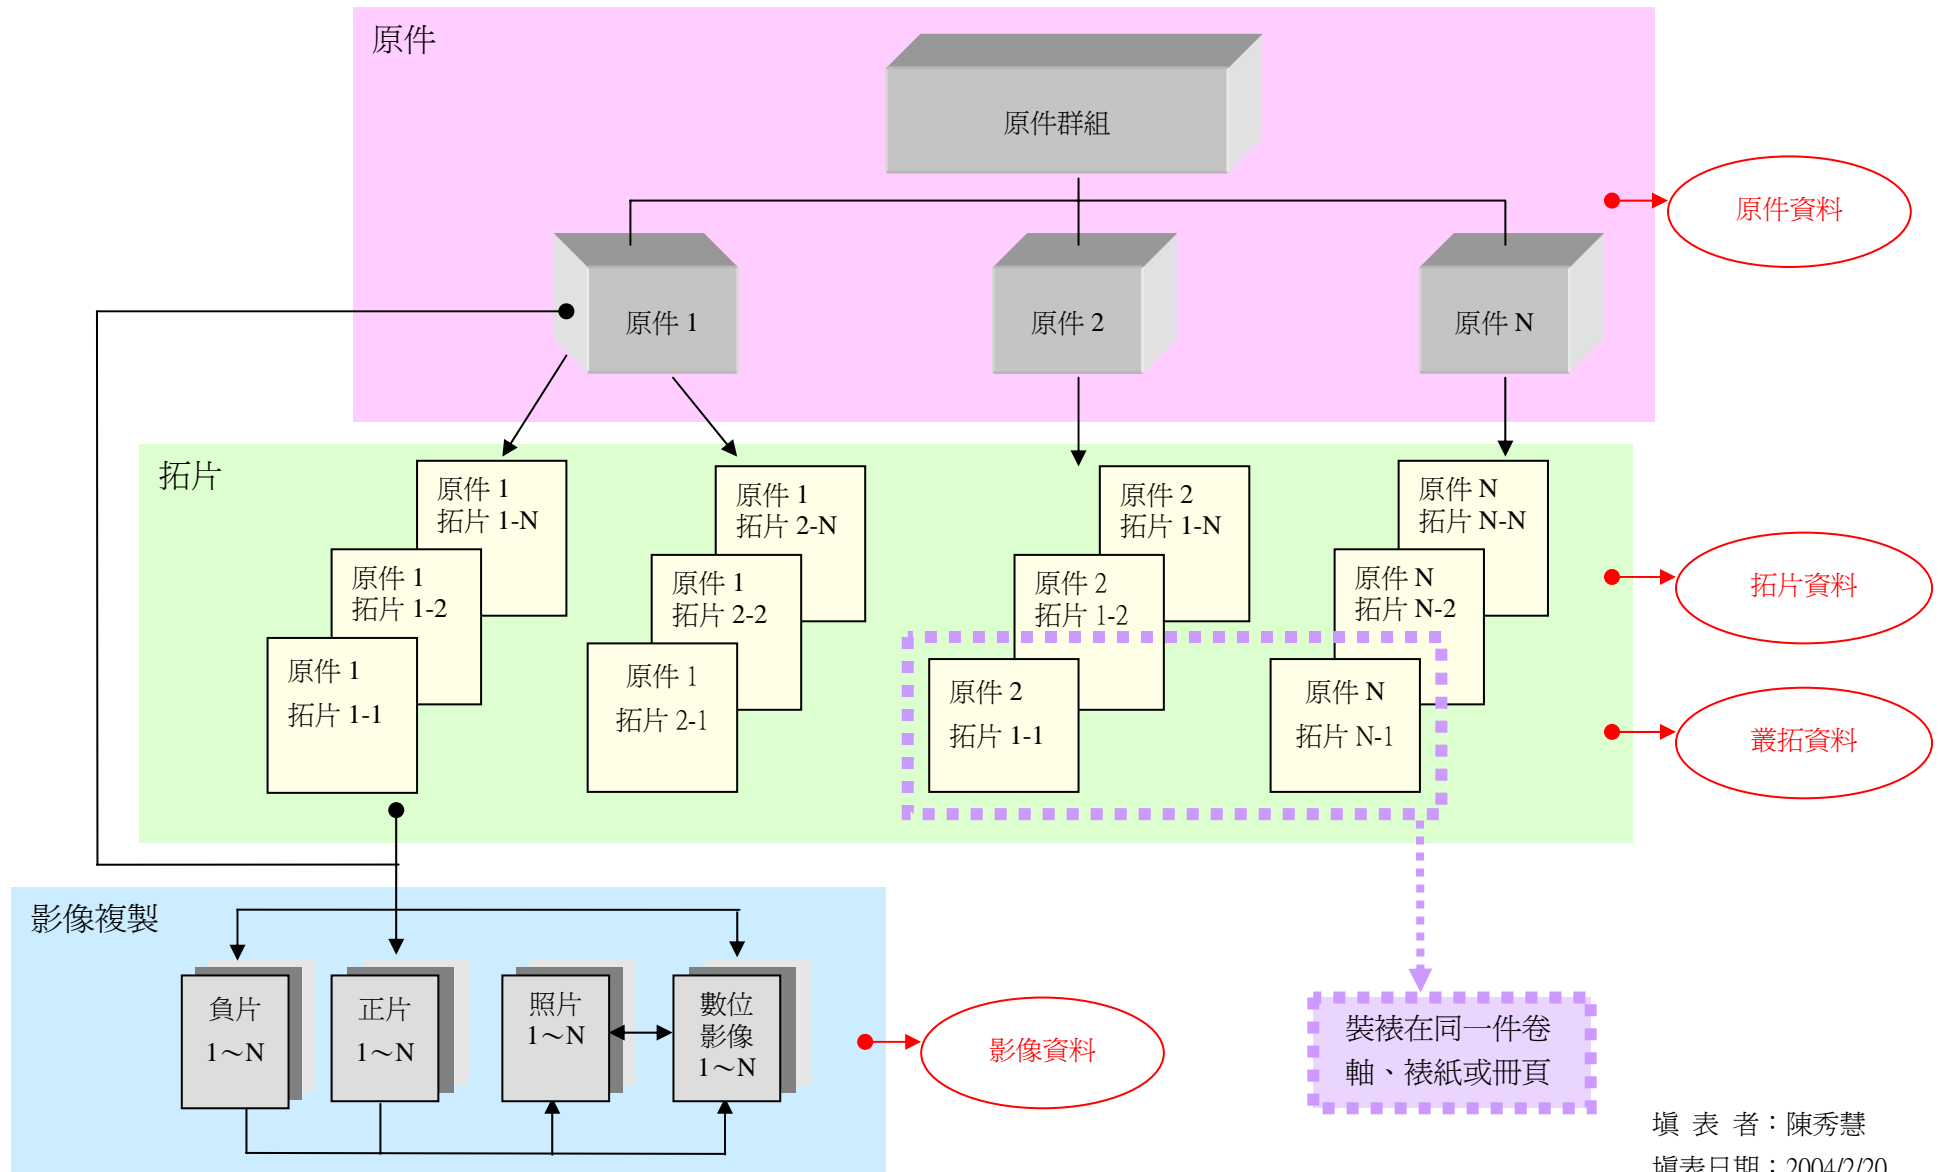 原件
原件群組
原件資料
原件 1
原件 2
原件 N
拓片
原件 1
拓片 1-N
原件 1
拓片 2-N
原件 2
拓片 1-N
原件 N
拓片 N-N
原件 1
拓片 1-2
原件 1
拓片 2-2
原件 2
拓片 1-2
原件 N
拓片 N-2
拓片資料
原件 1
拓片 1-1
原件 1
拓片 2-1
原件 2
拓片 1-1
原件 N
拓片 N-1
叢拓資料
影像複製
負片
1～N
正片
1～N
照片
1～N
數位
影像
1～N
影像資料
裝裱在同一件卷
軸、裱紙或冊頁
填 表 者：陳秀慧
填表日期：2004/2/20